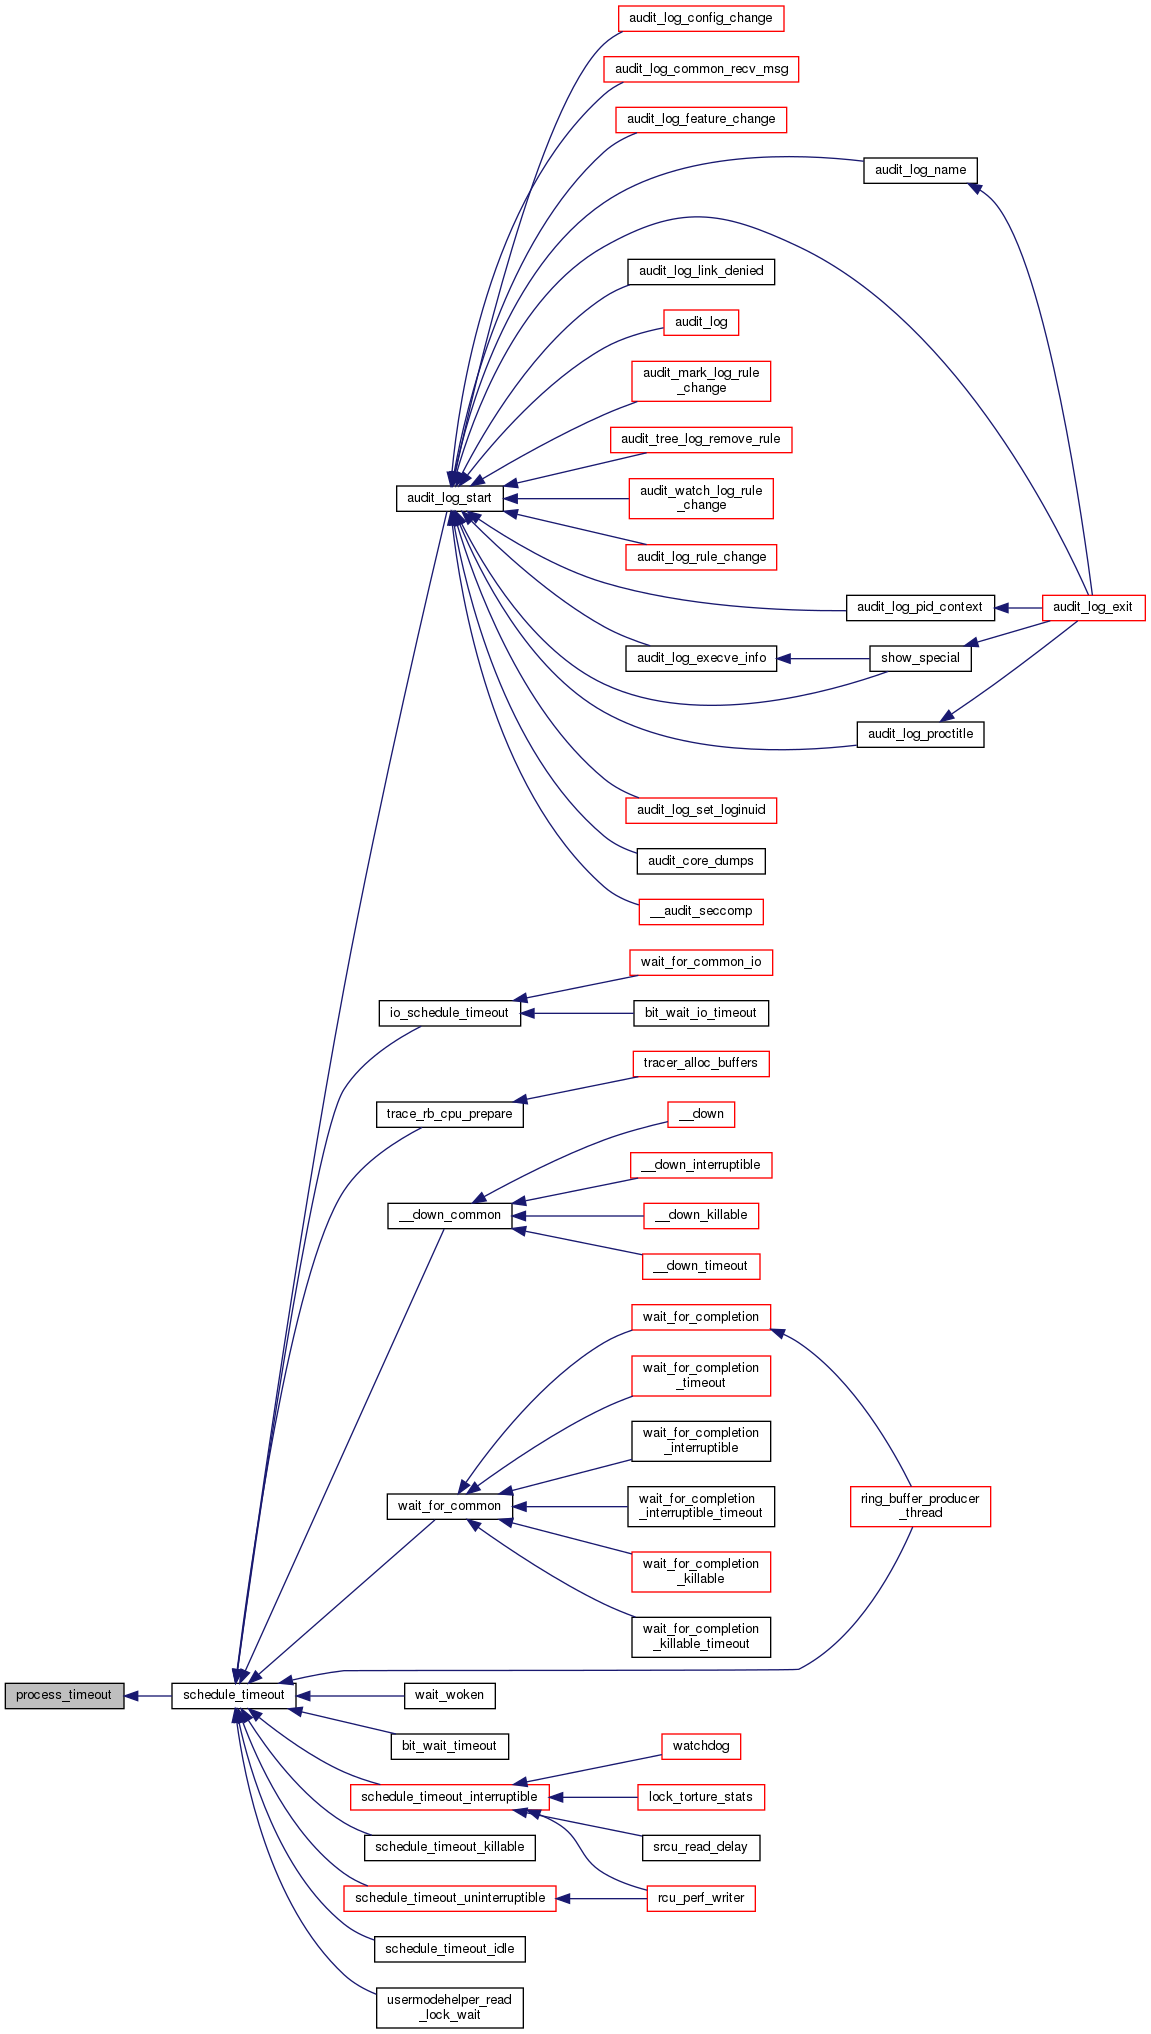 audit_log_config_change
audit_log_common_recv_msg
audit_log_feature_change
audit_log_name
audit_log_link_denied
audit_log
audit_mark_log_rule
_change
audit_tree_log_remove_rule
audit_log_start
audit_watch_log_rule
_change
audit_log_rule_change
audit_log_pid_context
audit_log_exit
audit_log_execve_info
show_special
audit_log_proctitle
audit_log_set_loginuid
audit_core_dumps
__audit_seccomp
wait_for_common_io
io_schedule_timeout
bit_wait_io_timeout
tracer_alloc_buffers
trace_rb_cpu_prepare
__down
__down_interruptible
__down_common
__down_killable
__down_timeout
wait_for_completion
wait_for_completion
_timeout
wait_for_completion
_interruptible
wait_for_common
wait_for_completion
_interruptible_timeout
ring_buffer_producer
_thread
wait_for_completion
_killable
wait_for_completion
_killable_timeout
process_timeout
schedule_timeout
wait_woken
bit_wait_timeout
watchdog
schedule_timeout_interruptible
lock_torture_stats
schedule_timeout_killable
srcu_read_delay
schedule_timeout_uninterruptible
rcu_perf_writer
schedule_timeout_idle
usermodehelper_read
_lock_wait